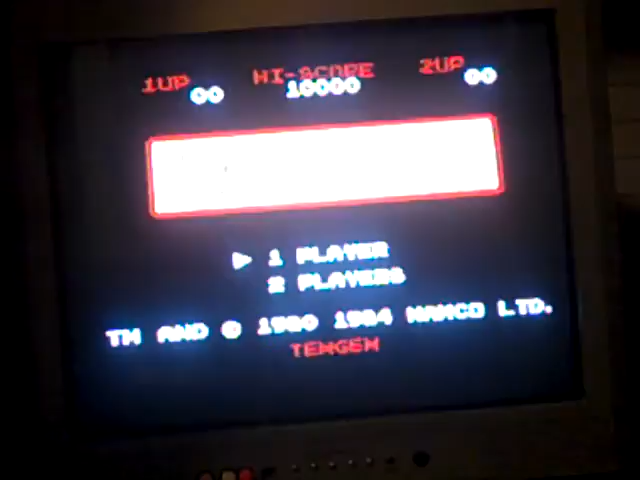 1UP HI-SCORE 2UP
00 10000 00
1 PLAYER
2 PLAYERS
TM AND © 1980 1984 NAMCO LTD.
TENGEN